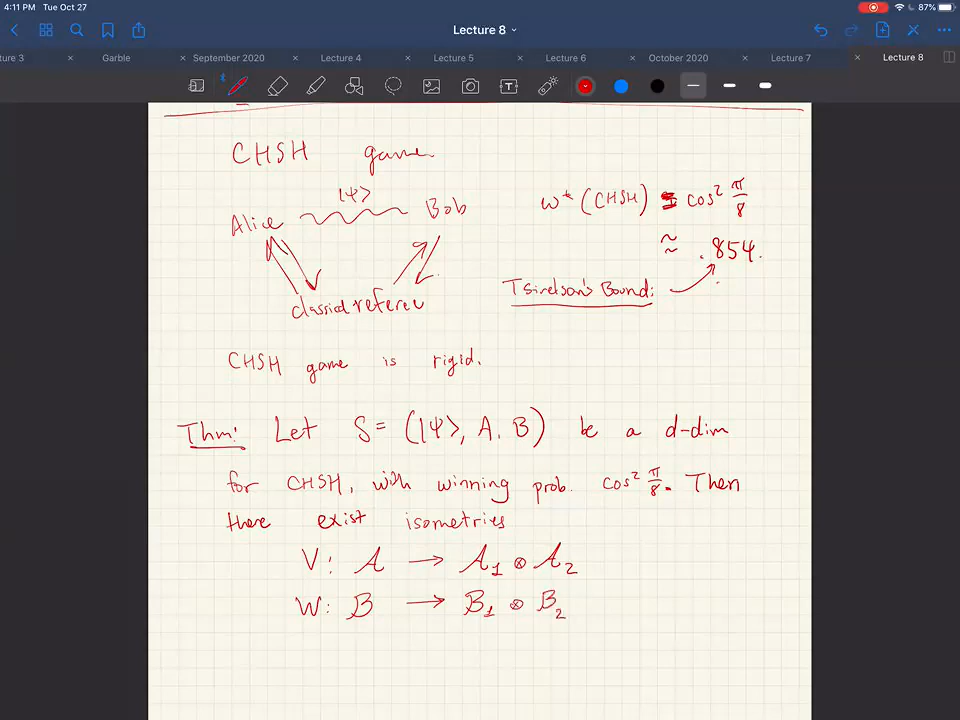 4:11 PM Tue Oct 27
87%
Lecture 8
ure 3
Garble
September 2020
Lecture 4
Lecture 5
Lecture 6
October 2020
Lecture 7
Lecture 8
CHSH game
|ψ⟩
Alice Bob
classical referee
ω*(CHSH) = cos² π/8
≈ .854.
Tsirelson's Bound:
CHSH game is rigid.
Thm: Let S = (|ψ⟩, A, B) be a d-dim
for CHSH, with winning prob. cos² π/8. Then
there exist isometries
V: A → A₁ ⊗ A₂
W: B → B₁ ⊗ B₂